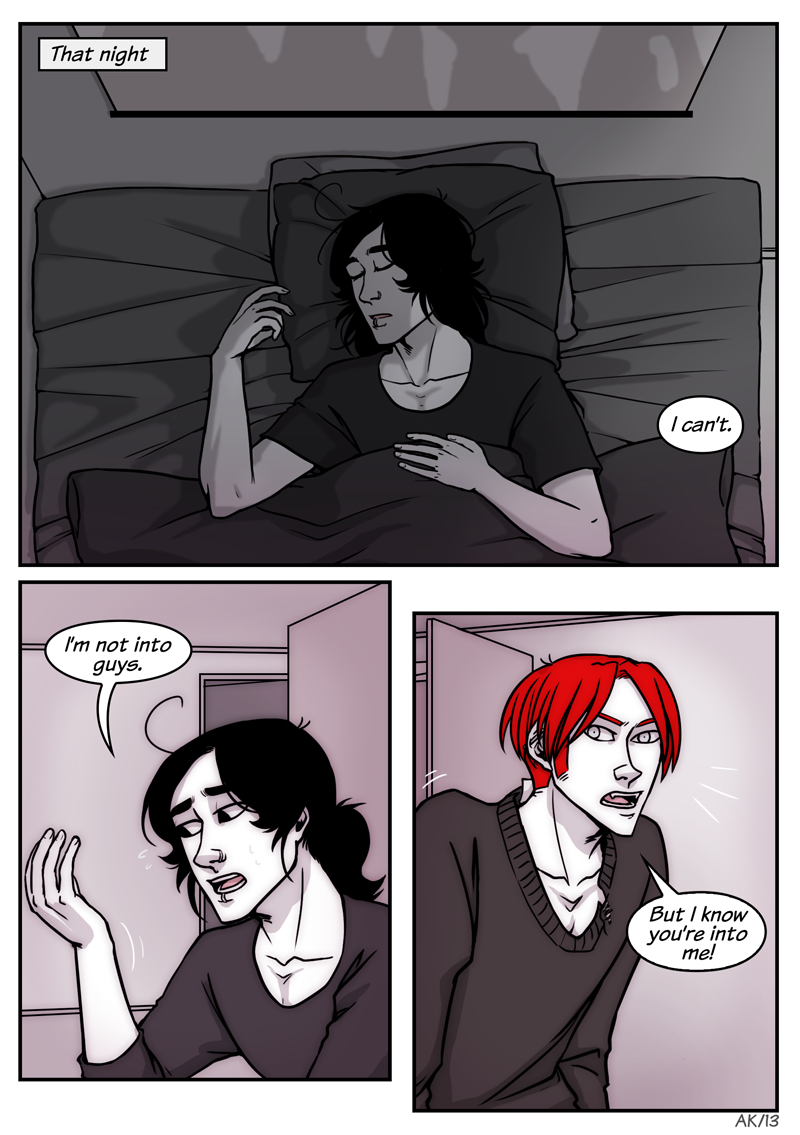 That night
I can't.
I'm not into
guys.
But I know
you're into
me!
AK/13